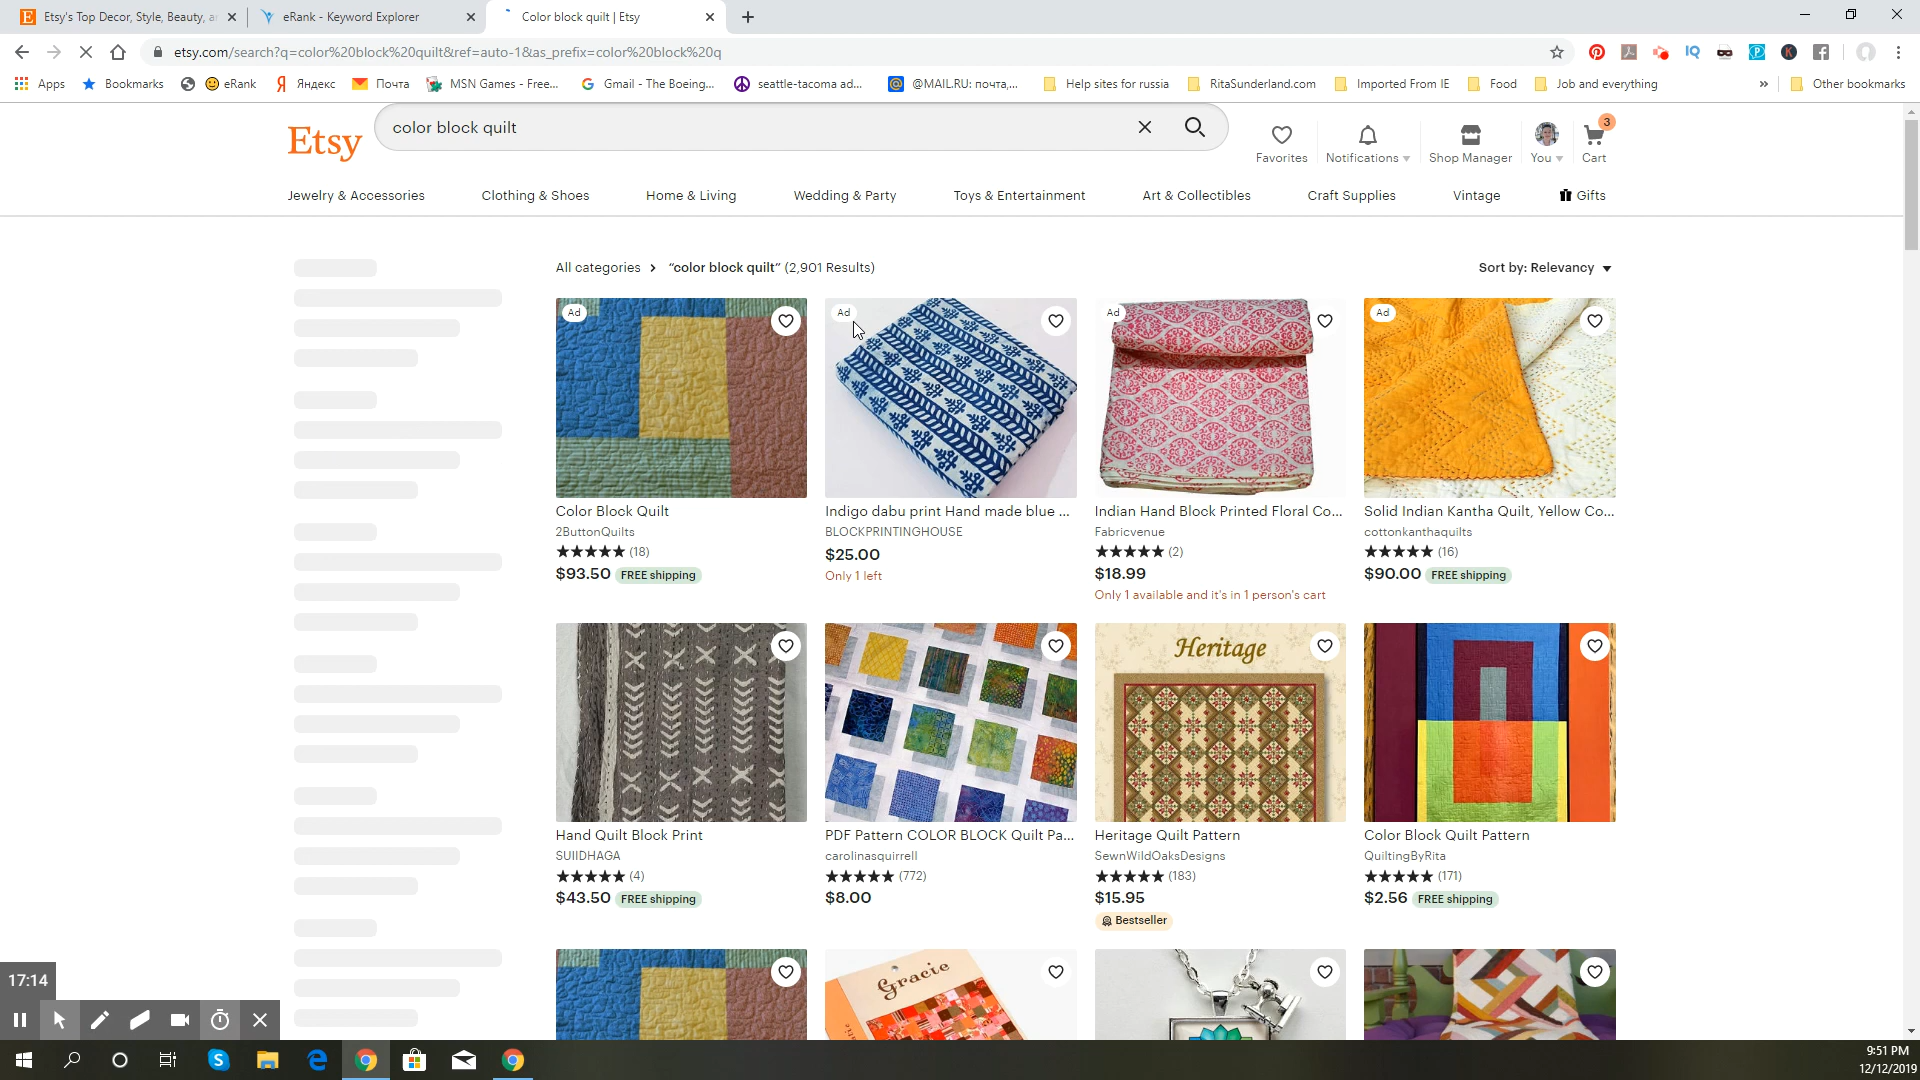 Etsy's Top Decor, Style, Beauty, a
eRank - Keyword Explorer
Color block quilt | Etsy
etsy.com/search?q=color%20block%20quilt&ref=auto-1&as_prefix=color%20block%20q
Apps
Bookmarks
eRank
Яндекс
Почта
MSN Games - Free...
Gmail - The Boeing...
seattle-tacoma ad...
@MAIL.RU: почта,...
Help sites for russia
RitaSunderland.com
Imported From IE
Food
Job and everything
»
Other bookmarks
Etsy
color block quilt
Favorites
Notifications
Shop Manager
You
3
Cart
Jewelry & Accessories
Clothing & Shoes
Home & Living
Wedding & Party
Toys & Entertainment
Art & Collectibles
Craft Supplies
Vintage
Gifts
All categories > “color block quilt” (2,901 Results)
Sort by: Relevancy
Ad
Ad
Ad
Ad
Color Block Quilt
2ButtonQuilts
★★★★★ (18)
$93.50 FREE shipping
Indigo dabu print Hand made blue ...
BLOCKPRINTINGHOUSE
$25.00
Only 1 left
Indian Hand Block Printed Floral Co...
Fabricvenue
★★★★★ (2)
$18.99
Only 1 available and it's in 1 person's cart
Solid Indian Kantha Quilt, Yellow Co...
cottonkanthaquilts
★★★★★ (16)
$90.00 FREE shipping
Hand Quilt Block Print
SUIIDHAGA
★★★★★ (4)
$43.50 FREE shipping
PDF Pattern COLOR BLOCK Quilt Pa...
carolinasquirrell
★★★★★ (772)
$8.00
Heritage
Heritage Quilt Pattern
SewnWildOaksDesigns
★★★★★ (183)
$15.95
Bestseller
Color Block Quilt Pattern
QuiltingByRita
★★★★★ (171)
$2.56 FREE shipping
Gracie
17:14
9:51 PM
12/12/2019